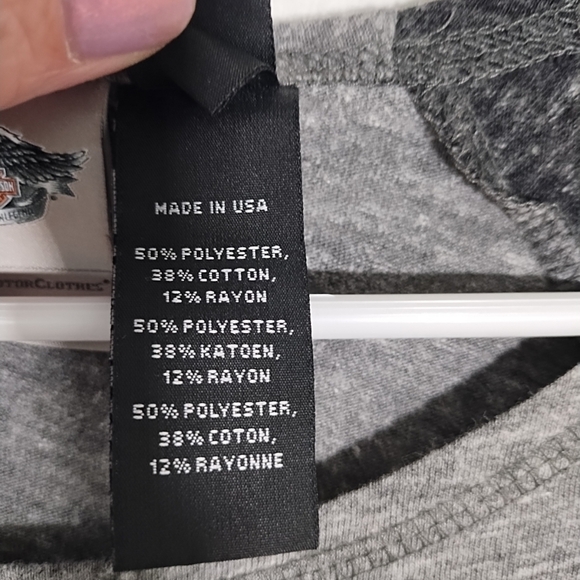 MADE IN USA
50% POLYESTER,
38% COTTON,
12% RAYON
50% POLYESTER,
38% KATOEN,
12% RAYON
50% POLYESTER,
38% COTON,
12% RAYONNE
OTORCLOTHES®